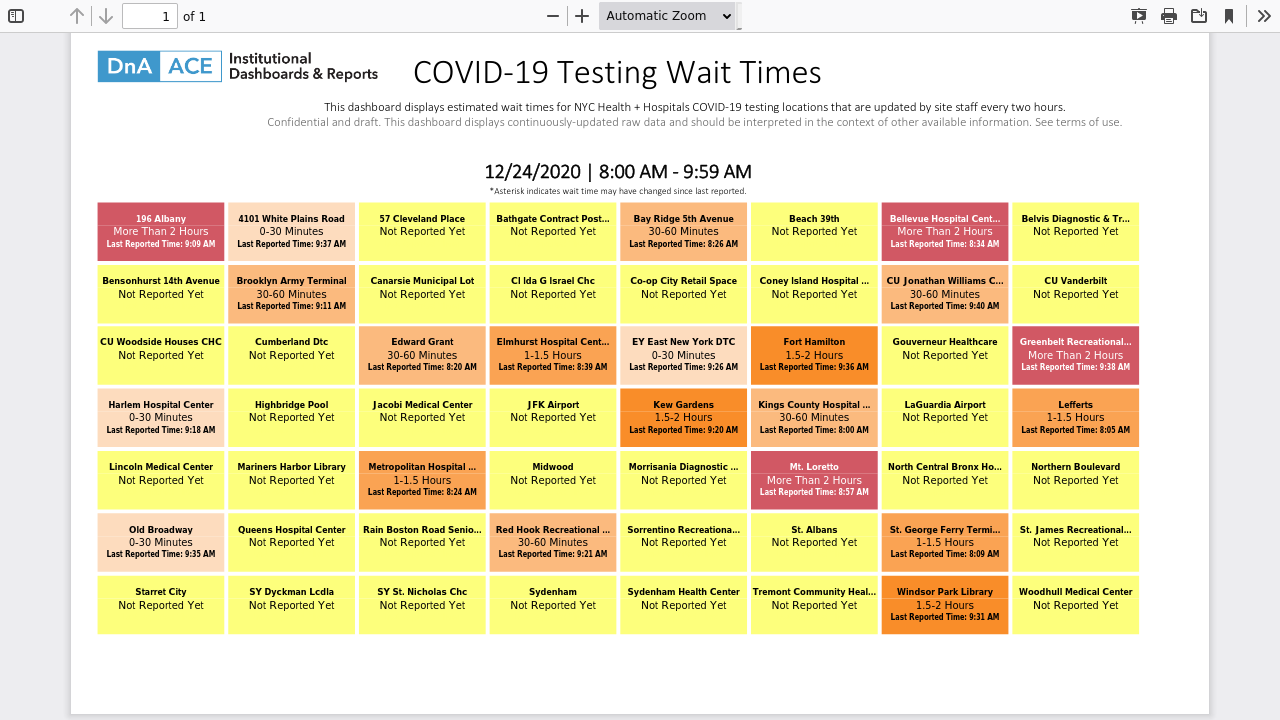 1 of 1 Automatic Zoom
DnA ACE Institutional
Dashboards & Reports
COVID-19 Testing Wait Times
This dashboard displays estimated wait times for NYC Health + Hospitals COVID-19 testing locations that are updated by site staff every two hours.
Confidential and draft. This dashboard displays continuously-updated raw data and should be interpreted in the context of other available information. See terms of use.
12/24/2020 | 8:00 AM - 9:59 AM
*Asterisk indicates wait time may have changed since last reported.
196 Albany
More Than 2 Hours
Last Reported Time: 9:09 AM
4101 White Plains Road
0-30 Minutes
Last Reported Time: 9:37 AM
57 Cleveland Place
Not Reported Yet
Bathgate Contract Post...
Not Reported Yet
Bay Ridge 5th Avenue
30-60 Minutes
Last Reported Time: 8:26 AM
Beach 39th
Not Reported Yet
Bellevue Hospital Cent...
More Than 2 Hours
Last Reported Time: 8:34 AM
Belvis Diagnostic & Tr...
Not Reported Yet
Bensonhurst 14th Avenue
Not Reported Yet
Brooklyn Army Terminal
30-60 Minutes
Last Reported Time: 9:11 AM
Canarsie Municipal Lot
Not Reported Yet
Cl Ida G Israel Chc
Not Reported Yet
Co-op City Retail Space
Not Reported Yet
Coney Island Hospital ...
Not Reported Yet
CU Jonathan Williams C...
30-60 Minutes
Last Reported Time: 9:40 AM
CU Vanderbilt
Not Reported Yet
CU Woodside Houses CHC
Not Reported Yet
Cumberland Dtc
Not Reported Yet
Edward Grant
30-60 Minutes
Last Reported Time: 8:20 AM
Elmhurst Hospital Cent...
1-1.5 Hours
Last Reported Time: 8:39 AM
EY East New York DTC
0-30 Minutes
Last Reported Time: 9:26 AM
Fort Hamilton
1.5-2 Hours
Last Reported Time: 9:36 AM
Gouverneur Healthcare
Not Reported Yet
Greenbelt Recreational...
More Than 2 Hours
Last Reported Time: 9:38 AM
Harlem Hospital Center
0-30 Minutes
Last Reported Time: 9:18 AM
Highbridge Pool
Not Reported Yet
Jacobi Medical Center
Not Reported Yet
JFK Airport
Not Reported Yet
Kew Gardens
1.5-2 Hours
Last Reported Time: 9:20 AM
Kings County Hospital ...
30-60 Minutes
Last Reported Time: 8:00 AM
LaGuardia Airport
Not Reported Yet
Lefferts
1-1.5 Hours
Last Reported Time: 8:05 AM
Lincoln Medical Center
Not Reported Yet
Mariners Harbor Library
Not Reported Yet
Metropolitan Hospital ...
1-1.5 Hours
Last Reported Time: 8:24 AM
Midwood
Not Reported Yet
Morrisania Diagnostic ...
Not Reported Yet
Mt. Loretto
More Than 2 Hours
Last Reported Time: 8:57 AM
North Central Bronx Ho...
Not Reported Yet
Northern Boulevard
Not Reported Yet
Old Broadway
0-30 Minutes
Last Reported Time: 9:35 AM
Queens Hospital Center
Not Reported Yet
Rain Boston Road Senio...
Not Reported Yet
Red Hook Recreational ...
30-60 Minutes
Last Reported Time: 9:21 AM
Sorrentino Recreationa...
Not Reported Yet
St. Albans
Not Reported Yet
St. George Ferry Termi...
1-1.5 Hours
Last Reported Time: 8:09 AM
St. James Recreational...
Not Reported Yet
Starret City
Not Reported Yet
SY Dyckman Lcdla
Not Reported Yet
SY St. Nicholas Chc
Not Reported Yet
Sydenham
Not Reported Yet
Sydenham Health Center
Not Reported Yet
Tremont Community Heal...
Not Reported Yet
Windsor Park Library
1.5-2 Hours
Last Reported Time: 9:31 AM
Woodhull Medical Center
Not Reported Yet